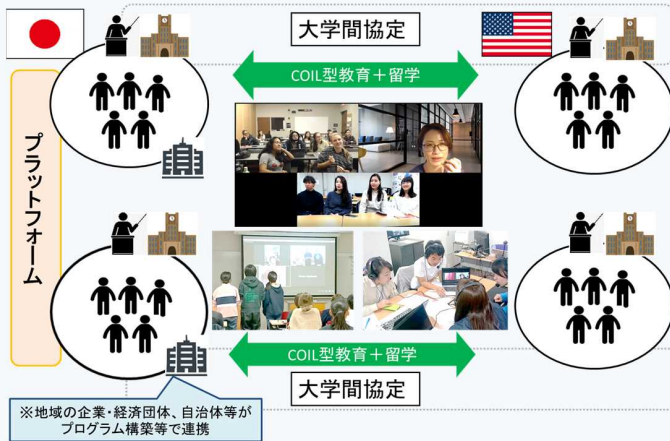 大学間協定
COIL型教育＋留学
プラットフォーム
COIL型教育＋留学
大学間協定
※地域の企業・経済団体、自治体等が
プログラム構築等で連携